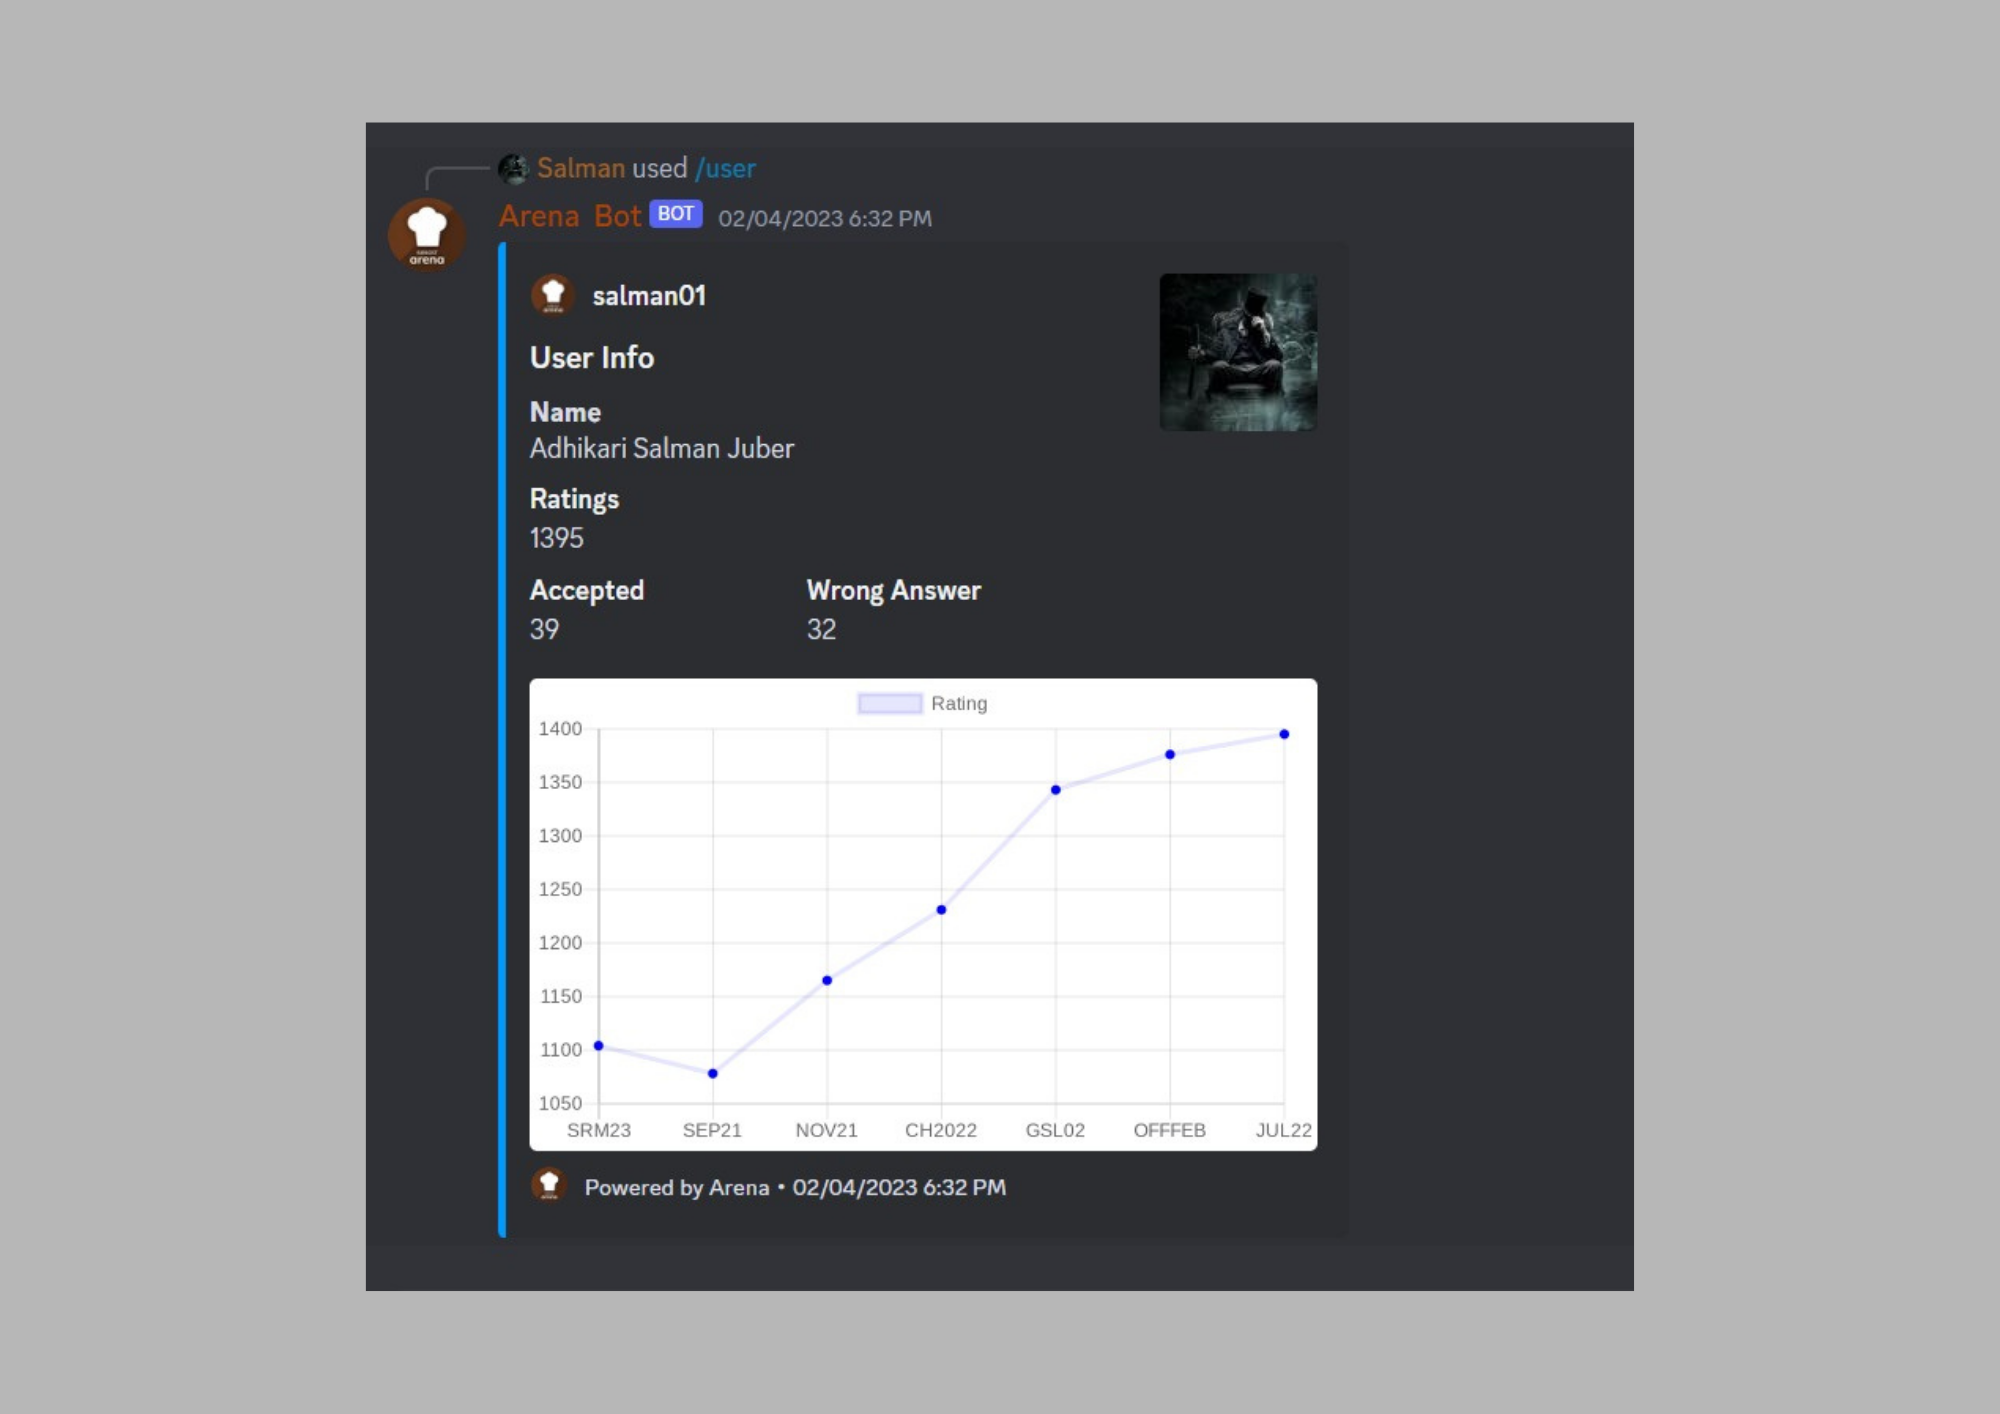 Salman used /user
Arena Bot BOT 02/04/2023 6:32 PM
arena
salman01
User Info
Name
Adhikari Salman Juber
Ratings
1395
Accepted Wrong Answer
39 32
Rating
1400
1350
1300
1250
1200
1150
1100
1050
SRM23 SEP21 NOV21 CH2022 GSL02 OFFFEB JUL22
Powered by Arena • 02/04/2023 6:32 PM